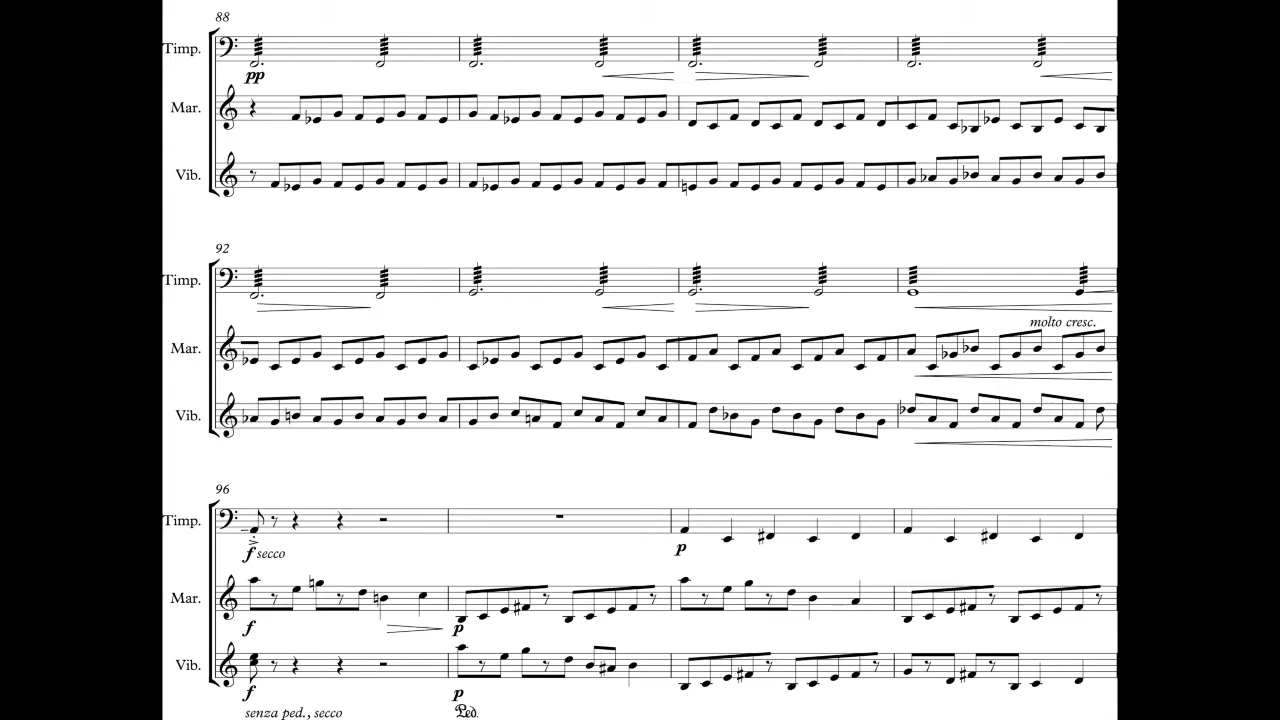 88
Timp.
pp
Mar.
Vib.
92
Timp.
molto cresc.
Mar.
Vib.
96
Timp.
f secco
p
Mar.
f
p
Vib.
f
p
senza ped., secco
Ped.